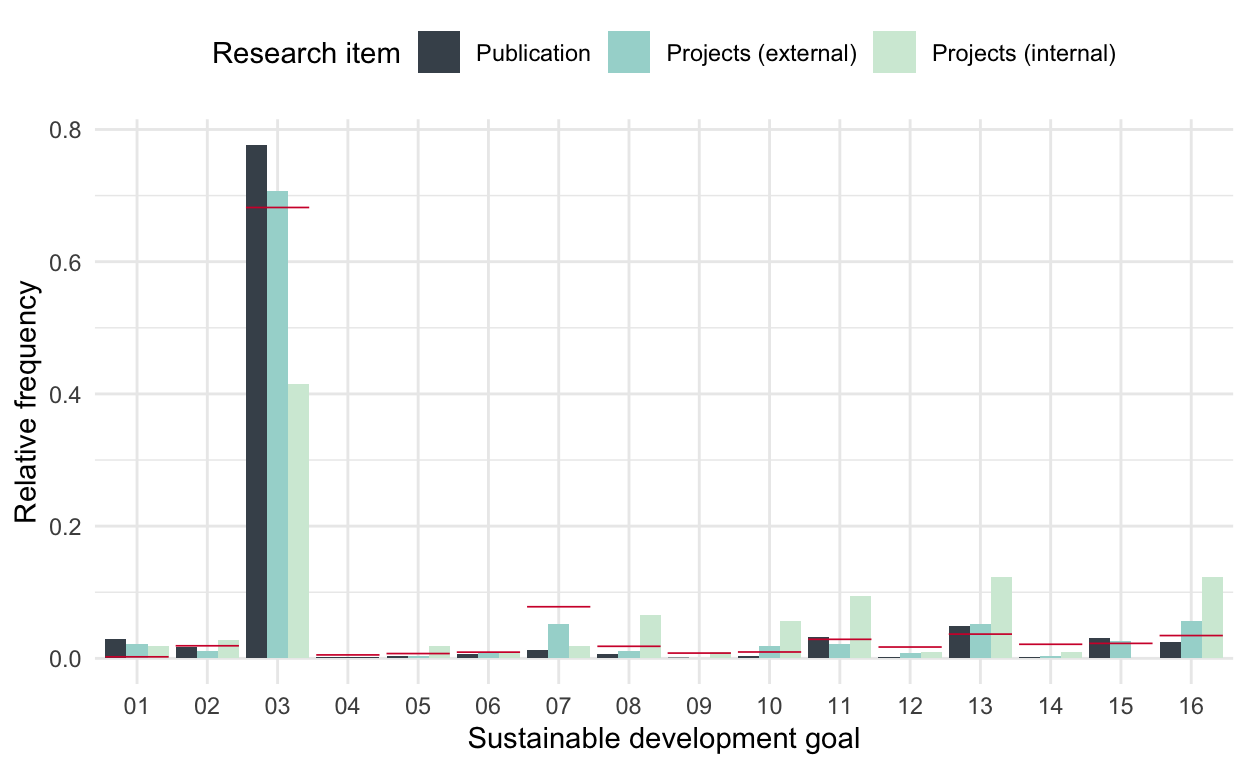 Research item Publication Projects (external) Projects (internal)
0.8
0.6
0.4
0.2
0.0
Relative frequency
01 02 03 04 05 06 07 08 09 10 11 12 13 14 15 16
Sustainable development goal